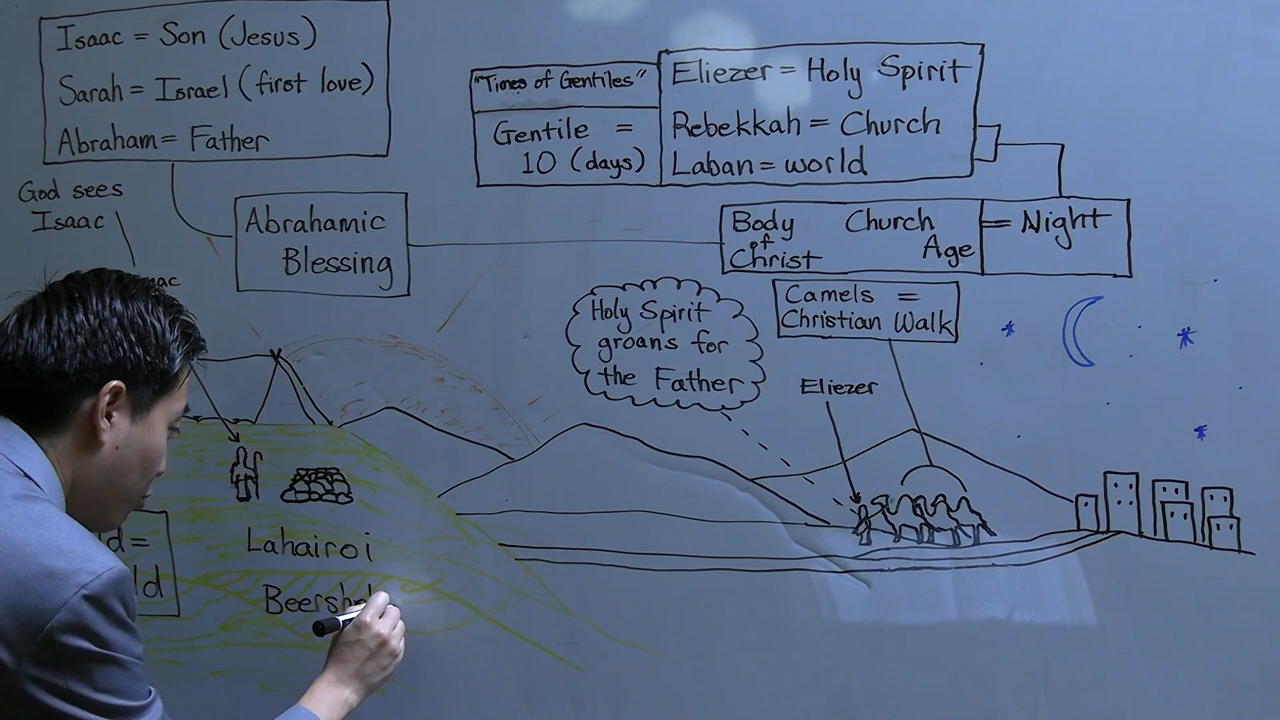 Isaac = Son (Jesus)
Sarah = Israel (first love)
Abraham = Father
"Times of Gentiles"
Gentile =
10 (days)
Eliezer = Holy Spirit
Rebekkah = Church
Laban = world
God sees
Isaac
Abrahamic
Blessing
Body of Christ
Church Age
= Night
Camels =
Christian Walk
Holy Spirit
groans for
the Father
Eliezer
Lahairoi